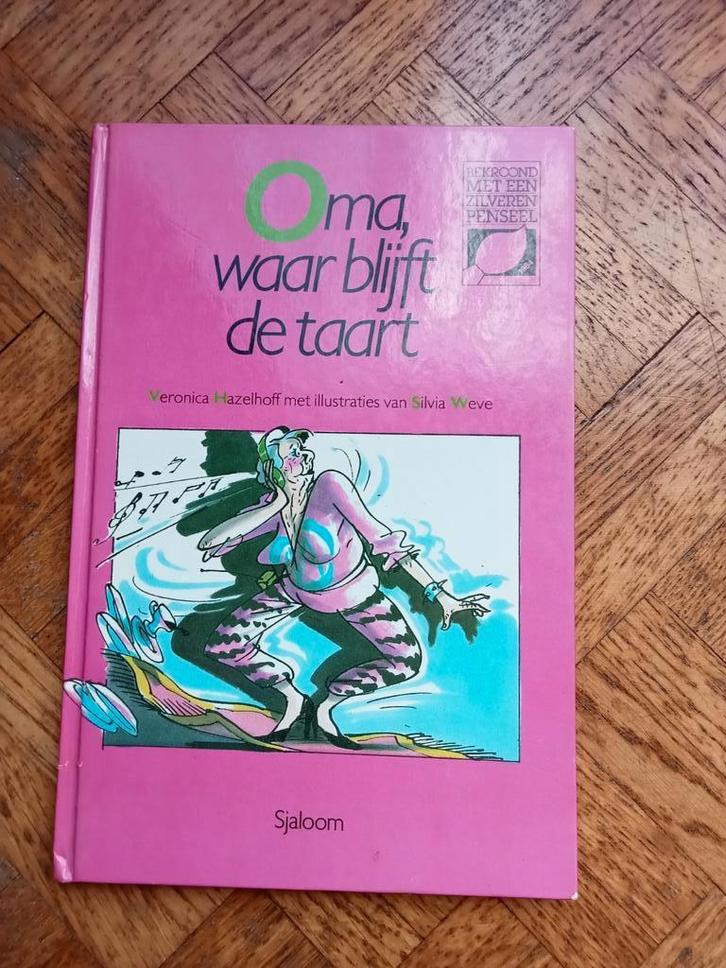 Oma,
waar blijft
de taart
BEKROOND
MET EEN
ZILVEREN
PENSEEL
Veronica Hazelhoff met illustraties van Silvia Weve
Sjaloom